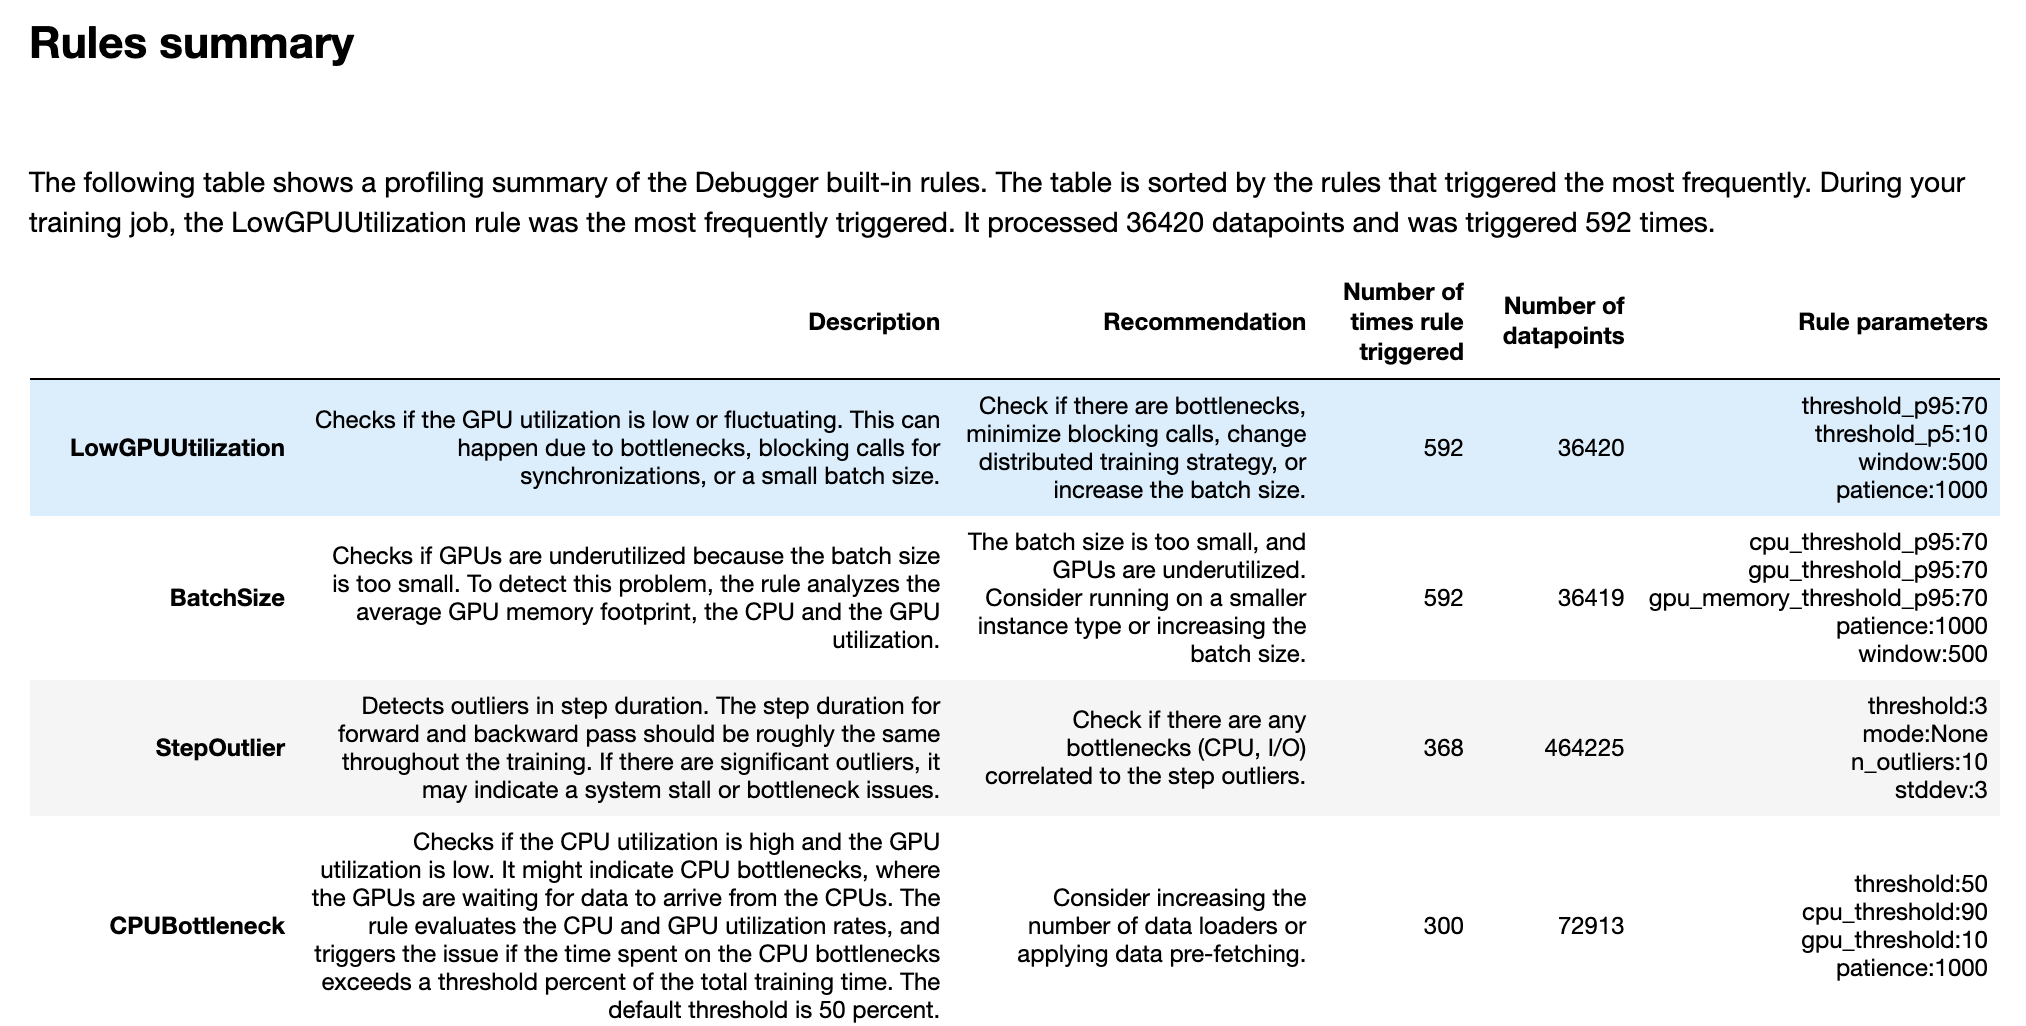 Rules summary
The following table shows a profiling summary of the Debugger built-in rules. The table is sorted by the rules that triggered the most frequently. During your
training job, the LowGPUUtilization rule was the most frequently triggered. It processed 36420 datapoints and was triggered 592 times.
Description
Recommendation
Number of
times rule
triggered
Number of
datapoints
Rule parameters
LowGPUUtilization
Checks if the GPU utilization is low or fluctuating. This can
happen due to bottlenecks, blocking calls for
synchronizations, or a small batch size.
Check if there are bottlenecks,
minimize blocking calls, change
distributed training strategy, or
increase the batch size.
592
36420
threshold_p95:70
threshold_p5:10
window:500
patience:1000
BatchSize
Checks if GPUs are underutilized because the batch size
is too small. To detect this problem, the rule analyzes the
average GPU memory footprint, the CPU and the GPU
utilization.
The batch size is too small, and
GPUs are underutilized.
Consider running on a smaller
instance type or increasing the
batch size.
592
36419
cpu_threshold_p95:70
gpu_threshold_p95:70
gpu_memory_threshold_p95:70
patience:1000
window:500
StepOutlier
Detects outliers in step duration. The step duration for
forward and backward pass should be roughly the same
throughout the training. If there are significant outliers, it
may indicate a system stall or bottleneck issues.
Check if there are any
bottlenecks (CPU, I/O)
correlated to the step outliers.
368
464225
threshold:3
mode:None
n_outliers:10
stddev:3
CPUBottleneck
Checks if the CPU utilization is high and the GPU
utilization is low. It might indicate CPU bottlenecks, where
the GPUs are waiting for data to arrive from the CPUs. The
rule evaluates the CPU and GPU utilization rates, and
triggers the issue if the time spent on the CPU bottlenecks
exceeds a threshold percent of the total training time. The
default threshold is 50 percent.
Consider increasing the
number of data loaders or
applying data pre-fetching.
300
72913
threshold:50
cpu_threshold:90
gpu_threshold:10
patience:1000